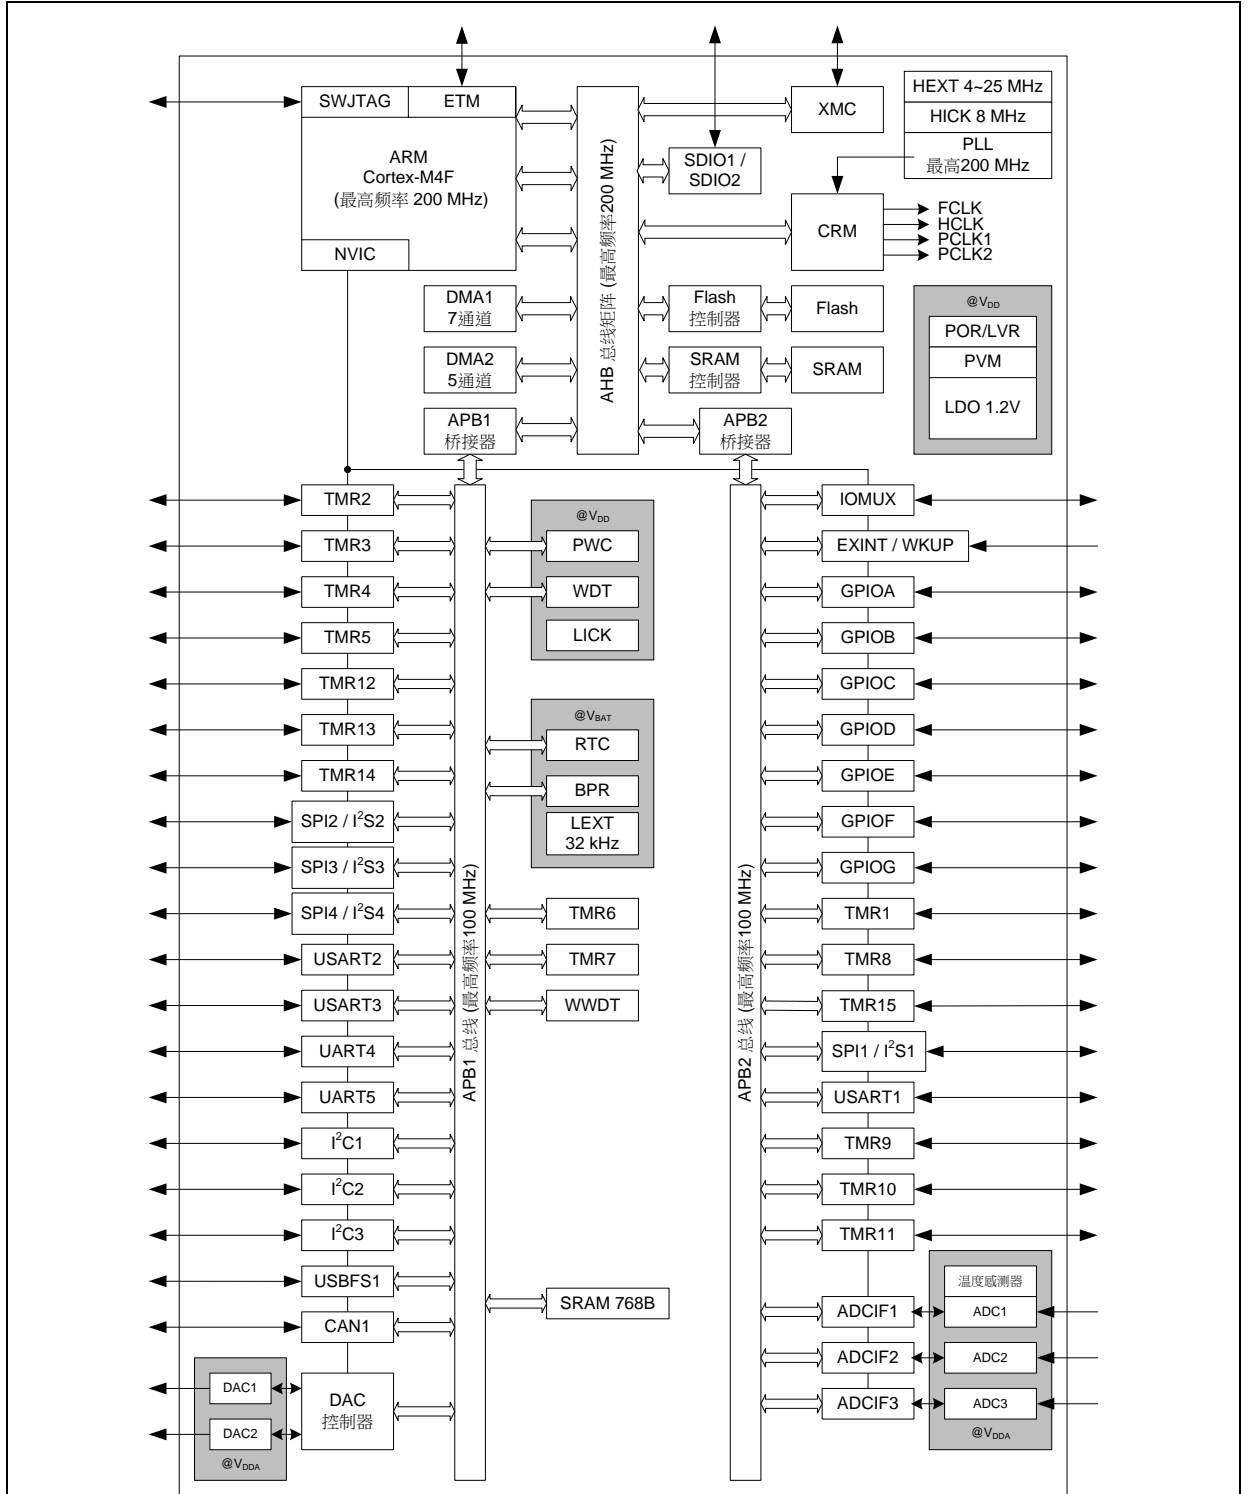 SWJTAG
ETM
ARM
Cortex-M4F
(最高频率 200 MHz)
NVIC
AHB 总线矩阵 (最高频率200 MHz)
XMC
SDIO1 /
SDIO2
HEXT 4~25 MHz
HICK 8 MHz
PLL
最高200 MHz
CRM
FCLK
HCLK
PCLK1
PCLK2
DMA1
7通道
Flash
控制器
Flash
DMA2
5通道
SRAM
控制器
SRAM
APB1
桥接器
APB2
桥接器
@V_DD
POR/LVR
PVM
LDO 1.2V
TMR2
TMR3
TMR4
TMR5
TMR12
TMR13
TMR14
SPI2 / I²S2
SPI3 / I²S3
SPI4 / I²S4
USART2
USART3
UART4
UART5
I²C1
I²C2
I²C3
USBFS1
CAN1
DAC
控制器
DAC1
DAC2
@V_DDA
APB1 总线 (最高频率100 MHz)
@V_DD
PWC
WDT
LICK
@V_BAT
RTC
BPR
LEXT
32 kHz
TMR6
TMR7
WWDT
SRAM 768B
APB2 总线 (最高频率100 MHz)
IOMUX
EXINT / WKUP
GPIOA
GPIOB
GPIOC
GPIOD
GPIOE
GPIOF
GPIOG
TMR1
TMR8
TMR15
SPI1 / I²S1
USART1
TMR9
TMR10
TMR11
ADCIF1
ADCIF2
ADCIF3
温度感测器
ADC1
ADC2
ADC3
@V_DDA